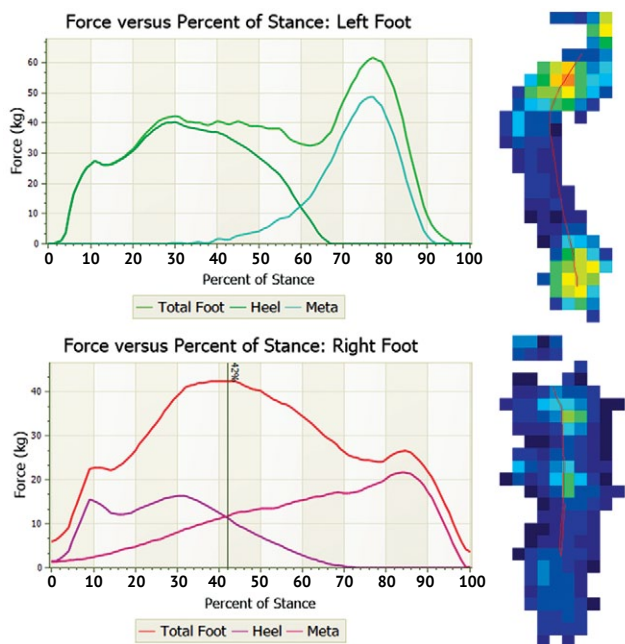 Force versus Percent of Stance: Left Foot
Force (kg)
60
50
40
30
20
10
0
0 10 20 30 40 50 60 70 80 90 100
Percent of Stance
Total Foot Heel Meta
Force versus Percent of Stance: Right Foot
42%
Force (kg)
40
30
20
10
0
0 10 20 30 40 50 60 70 80 90 100
Percent of Stance
Total Foot Heel Meta